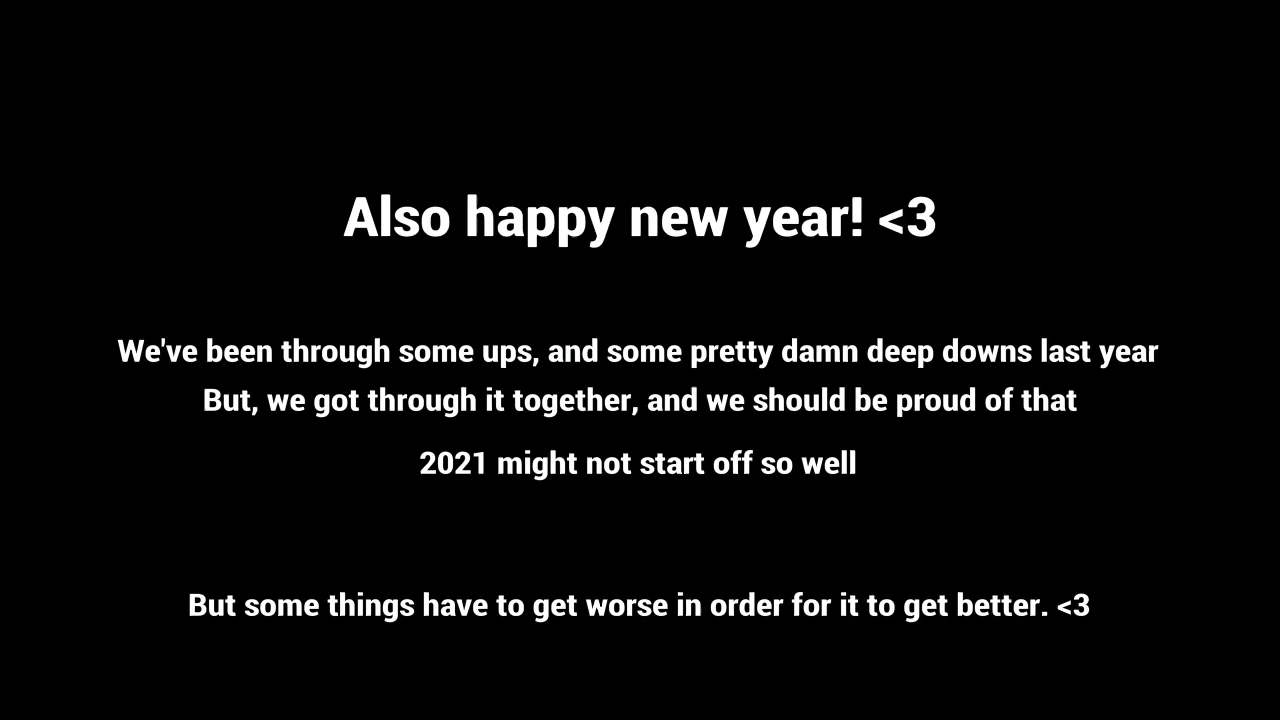 Also happy new year! <3
We've been through some ups, and some pretty damn deep downs last year
But, we got through it together, and we should be proud of that
2021 might not start off so well
But some things have to get worse in order for it to get better. <3